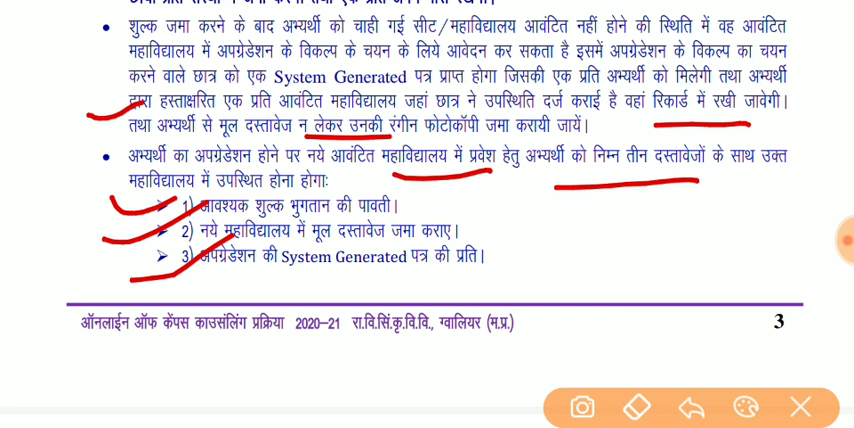 शुल्क जमा करने के बाद अभ्यर्थी को चाही गई सीट/महाविद्यालय आवंटित नहीं होने की स्थिति में वह आवंटित
महाविद्यालय में अपग्रेडेशन के विकल्प के चयन के लिये आवेदन कर सकता है इसमें अपग्रेडेशन के विकल्प का चयन
करने वाले छात्र को एक System Generated पत्र प्राप्त होगा जिसकी एक प्रति अभ्यर्थी को मिलेगी तथा अभ्यर्थी
द्वारा हस्ताक्षरित एक प्रति आवंटित महाविद्यालय जहां छात्र ने उपस्थिति दर्ज कराई है वहां रिकार्ड में रखी जावेगी।
तथा अभ्यर्थी से मूल दस्तावेज न लेकर उनकी रंगीन फोटोकॉपी जमा करायी जायें।
अभ्यर्थी का अपग्रेडेशन होने पर नये आवंटित महाविद्यालय में प्रवेश हेतु अभ्यर्थी को निम्न तीन दस्तावेजों के साथ उक्त
महाविद्यालय में उपस्थित होना होगाः
1) आवश्यक शुल्क भुगतान की पावती।
2) नये महाविद्यालय में मूल दस्तावेज जमा कराए।
3) अपग्रेडेशन की System Generated पत्र की प्रति।
ऑनलाईन ऑफ केंपस काउसंलिंग प्रक्रिया 2020-21 रा.वि.सिं.कृ.वि.वि., ग्वालियर (म.प्र.)
3